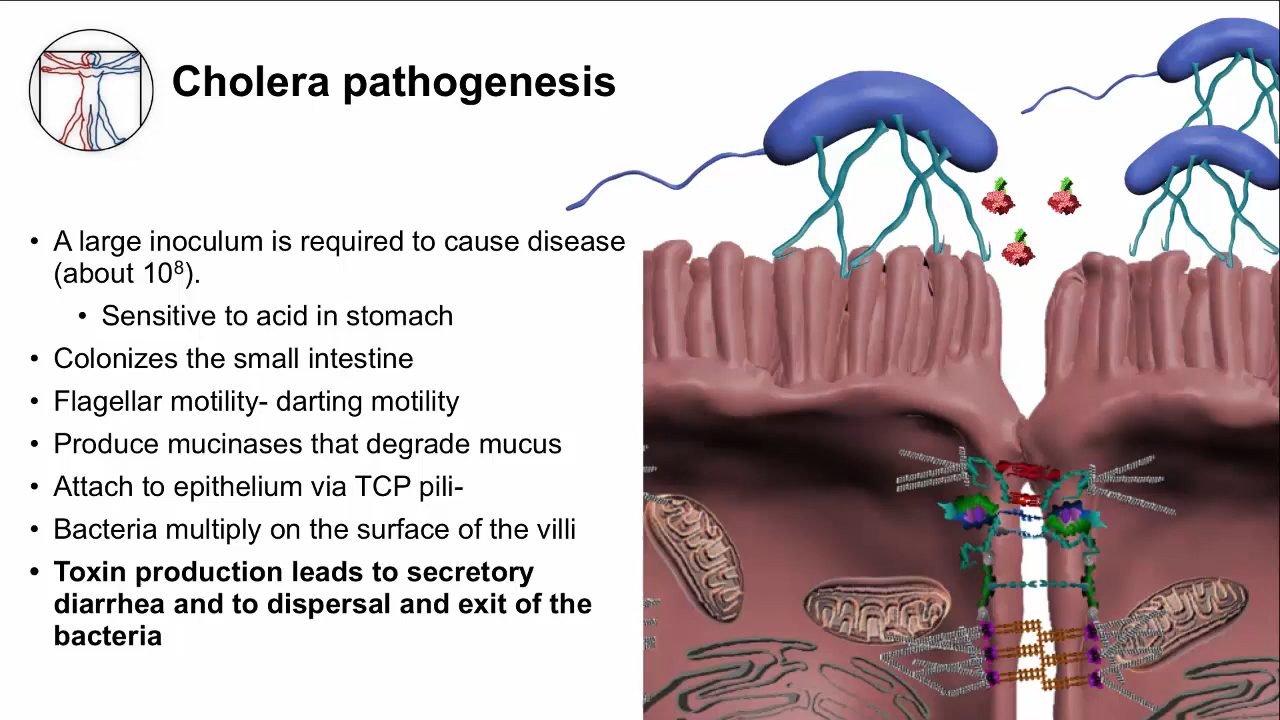 Cholera pathogenesis
• A large inoculum is required to cause disease
(about 10⁸).
• Sensitive to acid in stomach
• Colonizes the small intestine
• Flagellar motility- darting motility
• Produce mucinases that degrade mucus
• Attach to epithelium via TCP pili-
• Bacteria multiply on the surface of the villi
• Toxin production leads to secretory
diarrhea and to dispersal and exit of the
bacteria